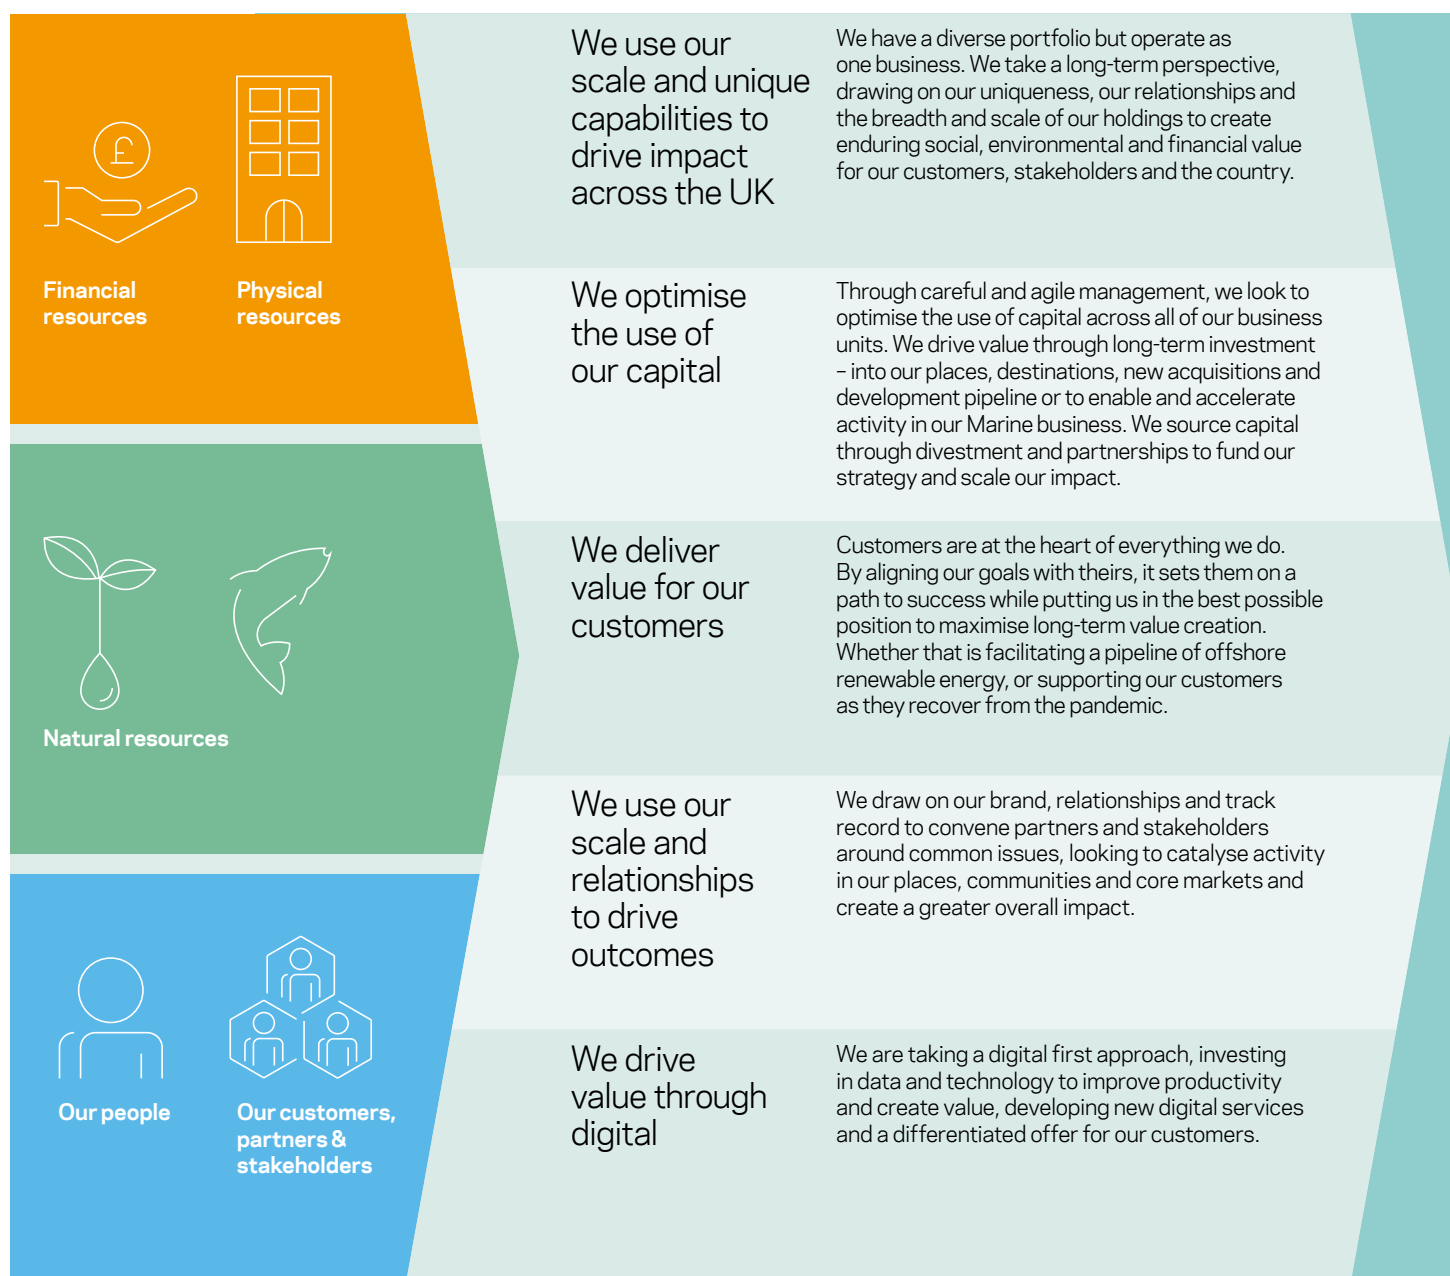 £
Financial
resources
Physical
resources
Natural resources
Our people
Our customers,
partners &
stakeholders
We use our
scale and unique
capabilities to
drive impact
across the UK
We have a diverse portfolio but operate as
one business. We take a long-term perspective,
drawing on our uniqueness, our relationships and
the breadth and scale of our holdings to create
enduring social, environmental and financial value
for our customers, stakeholders and the country.
We optimise
the use of
our capital
Through careful and agile management, we look to
optimise the use of capital across all of our business
units. We drive value through long-term investment
– into our places, destinations, new acquisitions and
development pipeline or to enable and accelerate
activity in our Marine business. We source capital
through divestment and partnerships to fund our
strategy and scale our impact.
We deliver
value for our
customers
Customers are at the heart of everything we do.
By aligning our goals with theirs, it sets them on a
path to success while putting us in the best possible
position to maximise long-term value creation.
Whether that is facilitating a pipeline of offshore
renewable energy, or supporting our customers
as they recover from the pandemic.
We use our
scale and
relationships
to drive
outcomes
We draw on our brand, relationships and track
record to convene partners and stakeholders
around common issues, looking to catalyse activity
in our places, communities and core markets and
create a greater overall impact.
We drive
value through
digital
We are taking a digital first approach, investing
in data and technology to improve productivity
and create value, developing new digital services
and a differentiated offer for our customers.